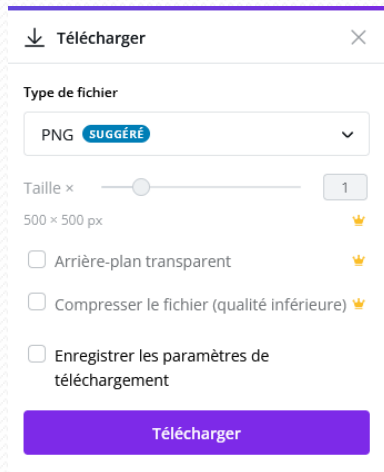 Télécharger
Type de fichier
PNG SUGGÉRÉ
Taille × 1
500 × 500 px
Arrière-plan transparent
Compresser le fichier (qualité inférieure)
Enregistrer les paramètres de
téléchargement
Télécharger